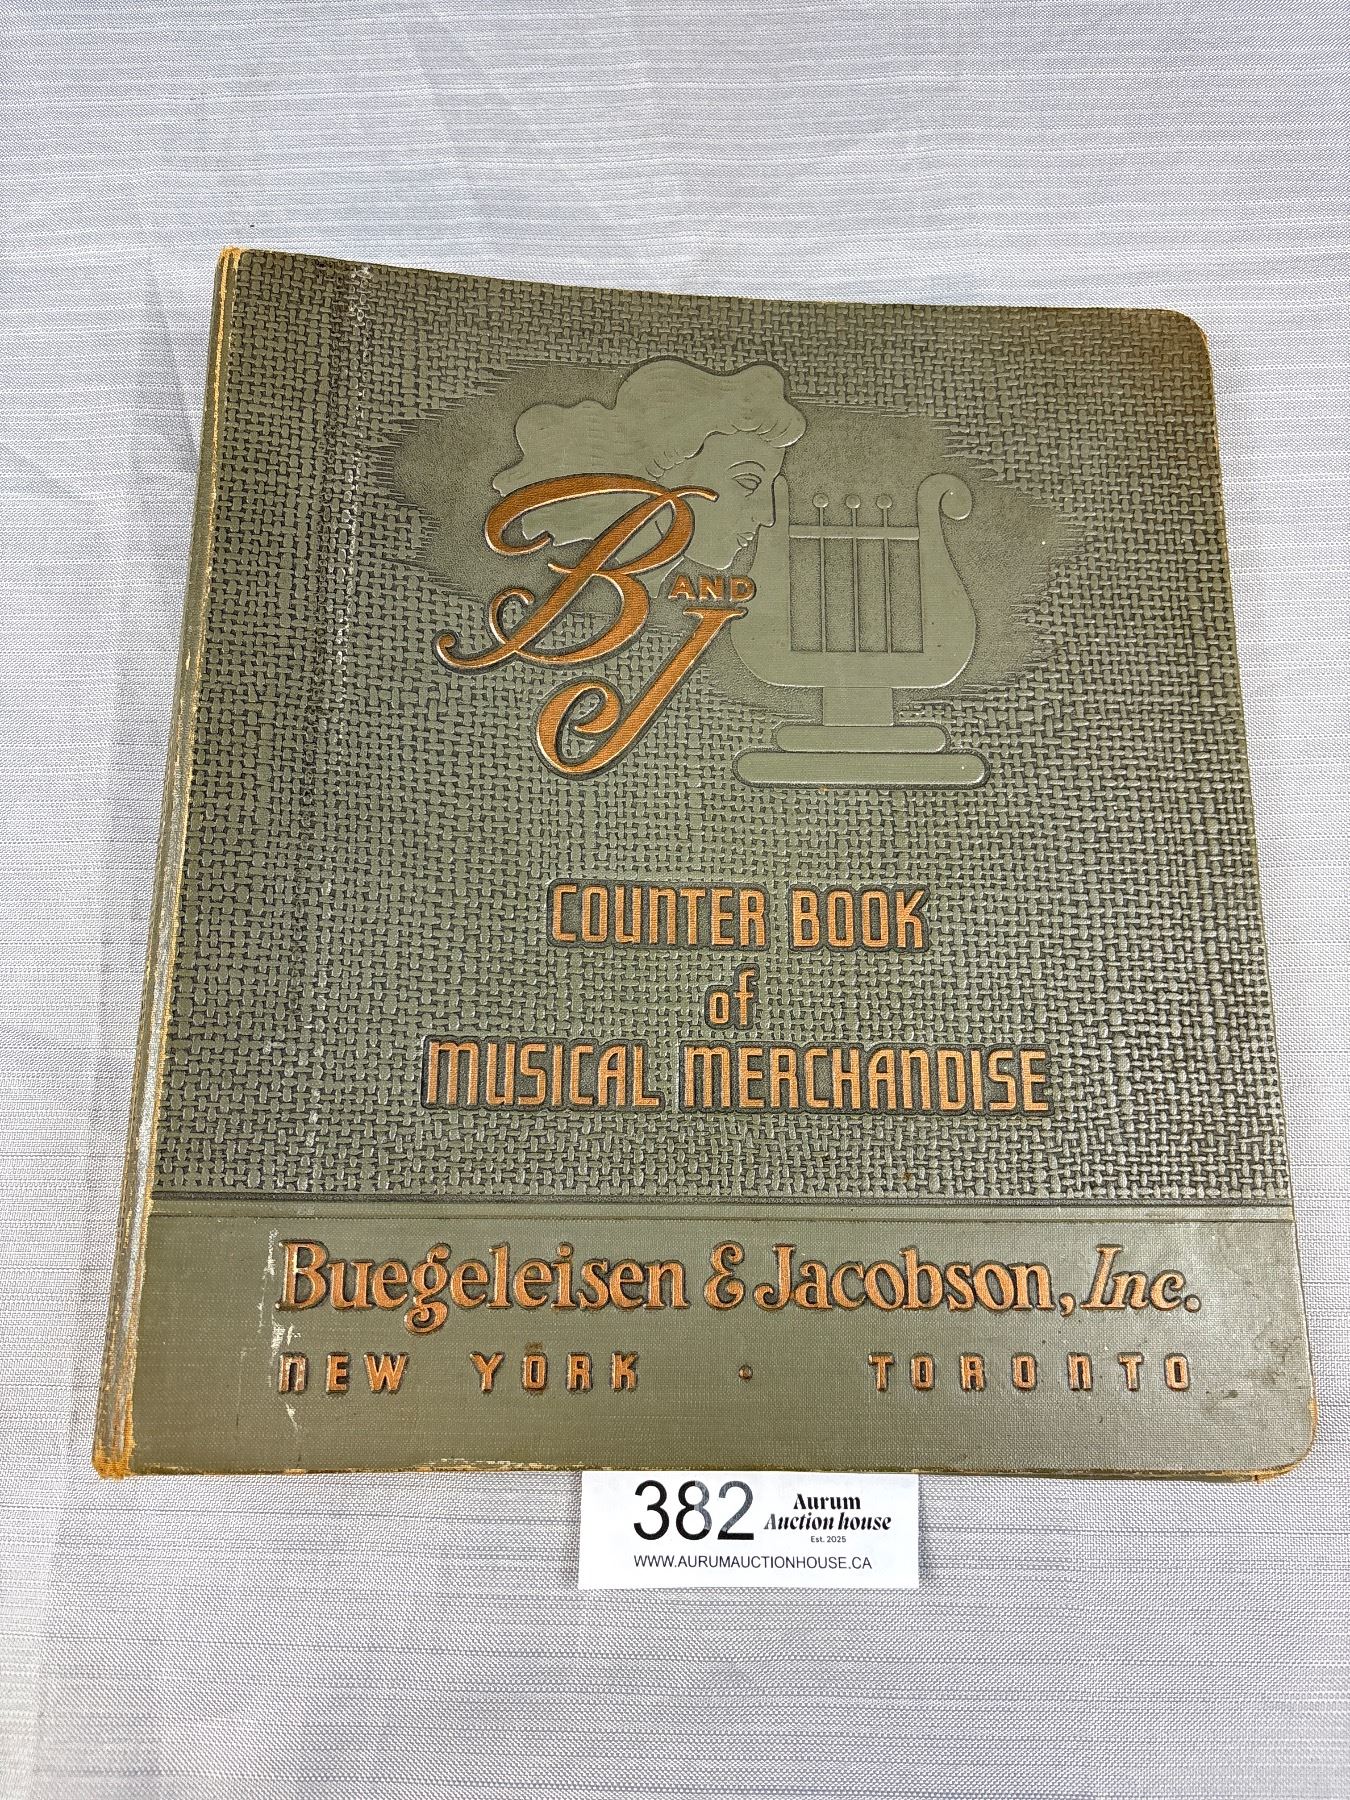 B AND J
COUNTER BOOK
of
MUSICAL MERCHANDISE
Buegeleisen & Jacobson, Inc.
NEW YORK • TORONTO
382 Aurum
Auction house
Est. 2025
WWW.AURUMAUCTIONHOUSE.CA